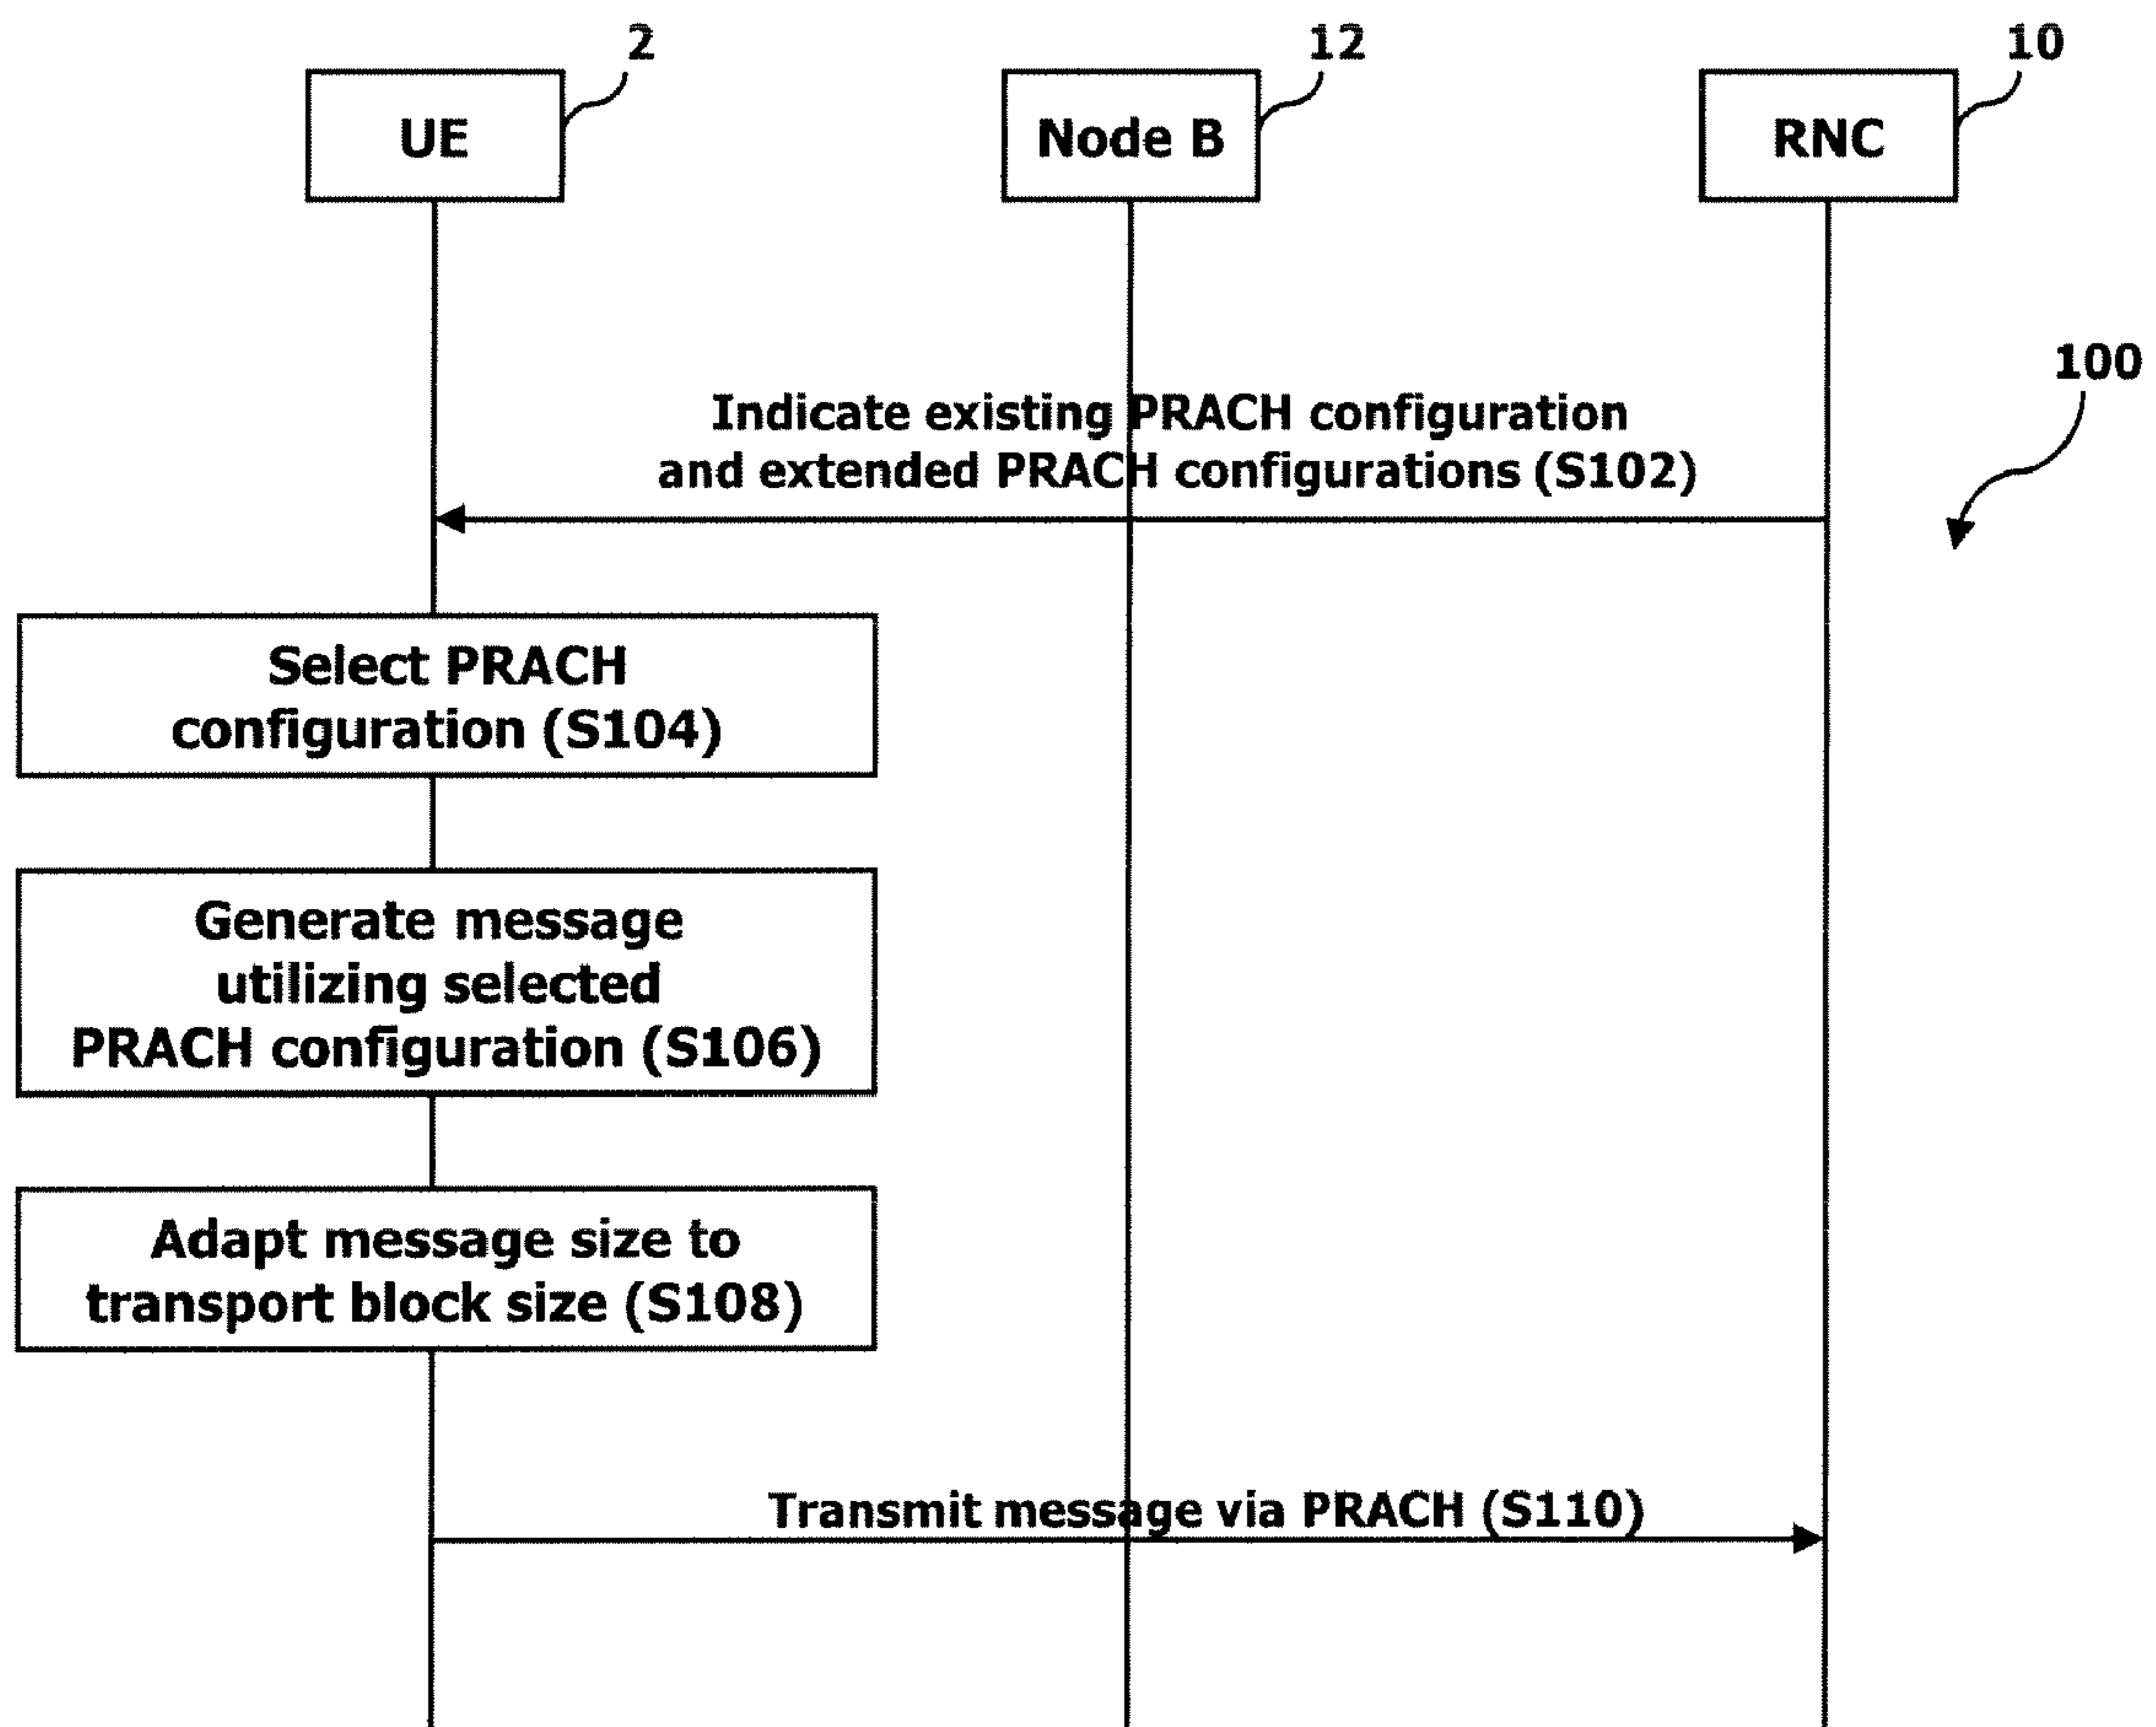 2
12
10
UE
Node B
RNC
100
Indicate existing PRACH configuration
and extended PRACH configurations (S102)
Select PRACH
configuration (S104)
Generate message
utilizing selected
PRACH configuration (S106)
Adapt message size to
transport block size (S108)
Transmit message via PRACH (S110)